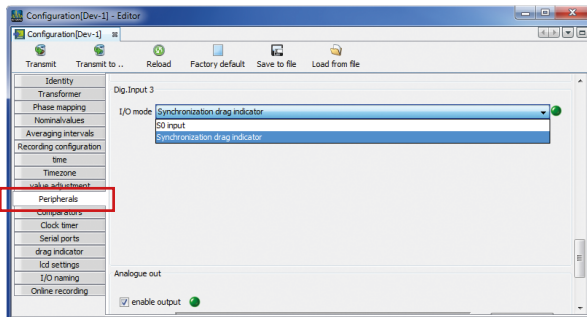 Configuration[Dev-1] - Editor
Configuration[Dev-1]
Transmit
Transmit to ..
Reload
Factory default
Save to file
Load from file
Identity
Transformer
Phase mapping
Nominalvalues
Averaging intervals
Recording configuration
time
Timezone
value adjustment
Peripherals
Comparators
Clock timer
Serial ports
drag indicator
lcd settings
I/O naming
Online recording
Dig.Input 3
I/O mode Synchronization drag indicator
S0 input
Synchronization drag indicator
Analogue out
enable output